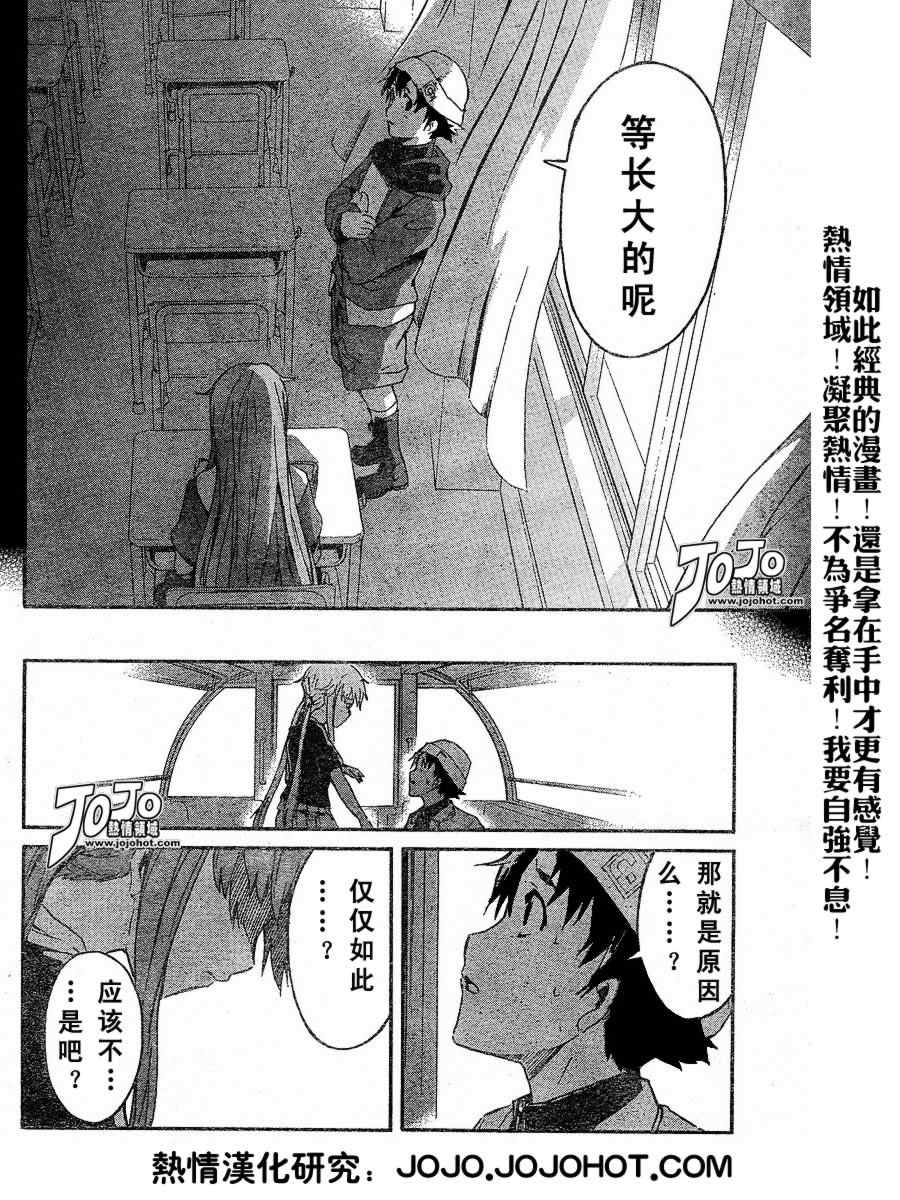 等长大的呢
JOJO
熱情領域
www.jojohot.com
JOJO
熱情領域
www.jojohot.com
那就是原因
么……？
仅仅如此
……？
应该不…
…是吧？
如此經典的漫畫！還是拿在手中才更有感覺！
熱情領域！凝聚熱情！不為爭名奪利！我要自強不息！
熱情漢化研究：JOJO.JOJOHOT.COM